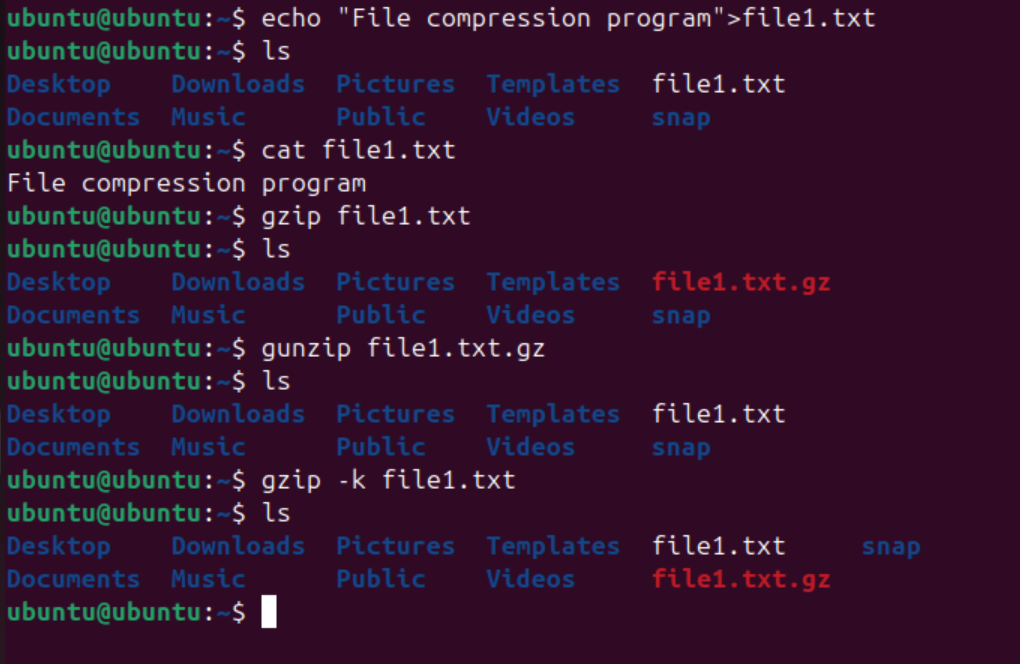 ubuntu@ubuntu:~$ echo "File compression program">file1.txt
ubuntu@ubuntu:~$ ls
Desktop    Downloads  Pictures  Templates  file1.txt
Documents  Music      Public    Videos     snap
ubuntu@ubuntu:~$ cat file1.txt
File compression program
ubuntu@ubuntu:~$ gzip file1.txt
ubuntu@ubuntu:~$ ls
Desktop    Downloads  Pictures  Templates  file1.txt.gz
Documents  Music      Public    Videos     snap
ubuntu@ubuntu:~$ gunzip file1.txt.gz
ubuntu@ubuntu:~$ ls
Desktop    Downloads  Pictures  Templates  file1.txt
Documents  Music      Public    Videos     snap
ubuntu@ubuntu:~$ gzip -k file1.txt
ubuntu@ubuntu:~$ ls
Desktop    Downloads  Pictures  Templates  file1.txt     snap
Documents  Music      Public    Videos     file1.txt.gz
ubuntu@ubuntu:~$